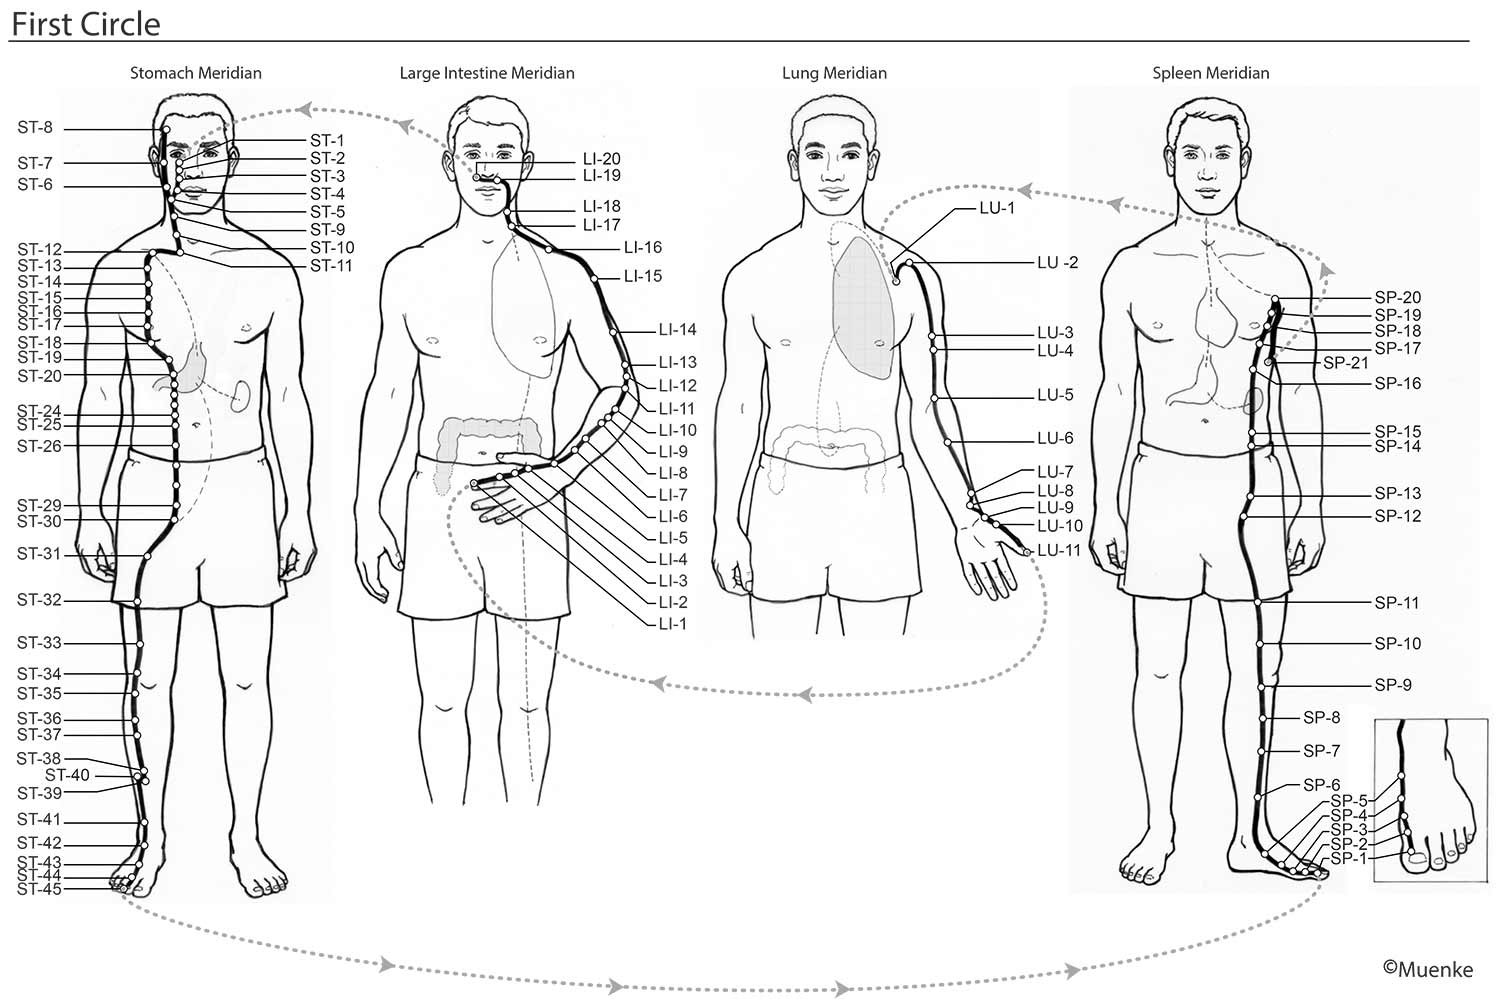 First Circle
Stomach Meridian
Large Intestine Meridian
Lung Meridian
Spleen Meridian
ST-8
ST-7
ST-6
ST-1
ST-2
ST-3
ST-4
ST-5
ST-9
ST-10
ST-11
ST-12
ST-13
ST-14
ST-15
ST-16
ST-17
ST-18
ST-19
ST-20
ST-24
ST-25
ST-26
ST-29
ST-30
ST-31
ST-32
ST-33
ST-34
ST-35
ST-36
ST-37
ST-38
ST-40
ST-39
ST-41
ST-42
ST-43
ST-44
ST-45
LI-20
LI-19
LI-18
LI-17
LI-16
LI-15
LI-14
LI-13
LI-12
LI-11
LI-10
LI-9
LI-8
LI-7
LI-6
LI-5
LI-4
LI-3
LI-2
LI-1
LU-1
LU -2
LU-3
LU-4
LU-5
LU-6
LU-7
LU-8
LU-9
LU-10
LU-11
SP-20
SP-19
SP-18
SP-17
SP-21
SP-16
SP-15
SP-14
SP-13
SP-12
SP-11
SP-10
SP-9
SP-8
SP-7
SP-6
SP-5
SP-4
SP-3
SP-2
SP-1
©Muenke